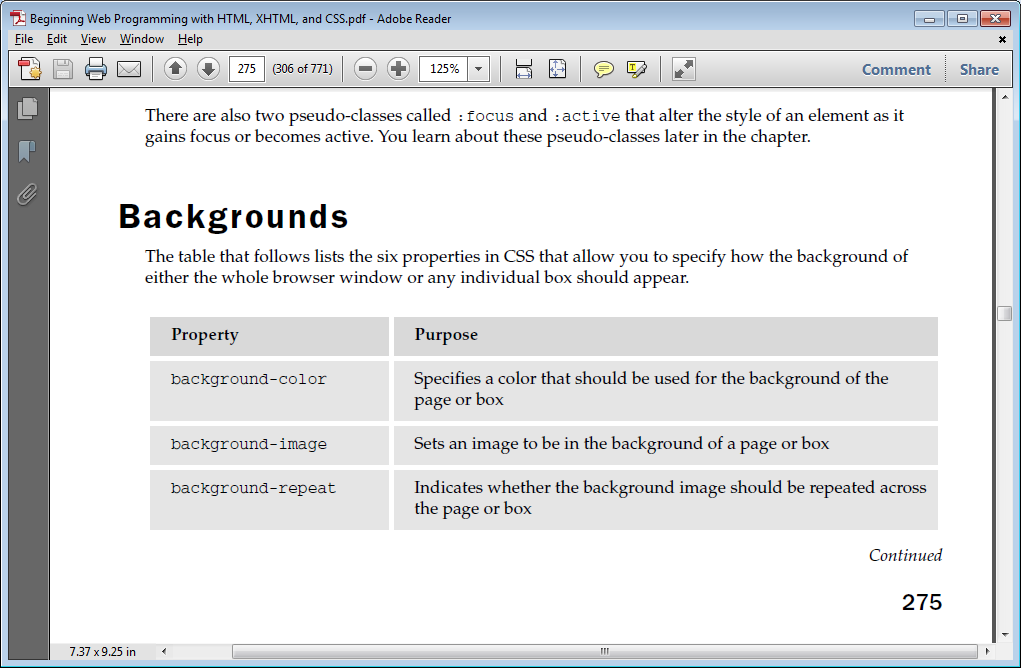 Beginning Web Programming with HTML, XHTML, and CSS.pdf - Adobe Reader
File Edit View Window Help
275 (306 of 771) 125% Comment Share
There are also two pseudo-classes called :focus and :active that alter the style of an element as it
gains focus or becomes active. You learn about these pseudo-classes later in the chapter.
Backgrounds
The table that follows lists the six properties in CSS that allow you to specify how the background of
either the whole browser window or any individual box should appear.
Property Purpose
background-color Specifies a color that should be used for the background of the
page or box
background-image Sets an image to be in the background of a page or box
background-repeat Indicates whether the background image should be repeated across
the page or box
Continued
275
7.37 x 9.25 in